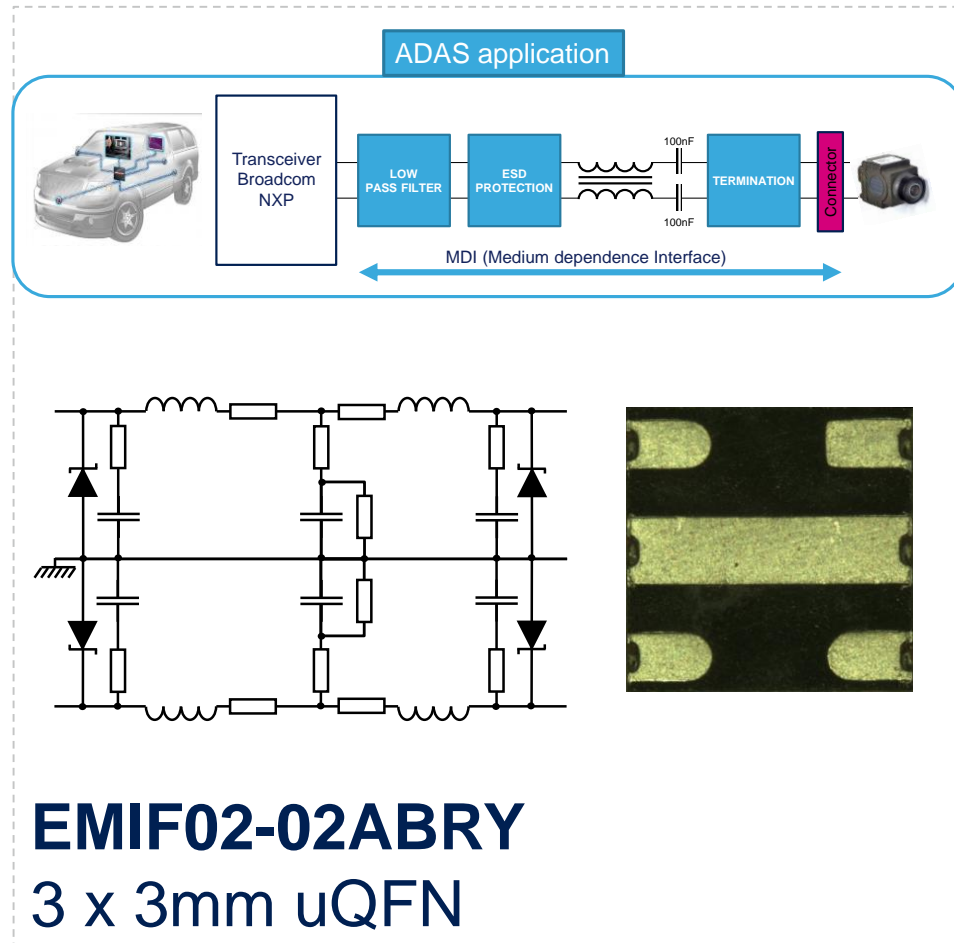 ADAS application
Transceiver
Broadcom
NXP
LOW
PASS FILTER
ESD
PROTECTION
100nF
100nF
TERMINATION
Connector
MDI (Medium dependence Interface)
EMIF02-02ABRY
3 x 3mm uQFN